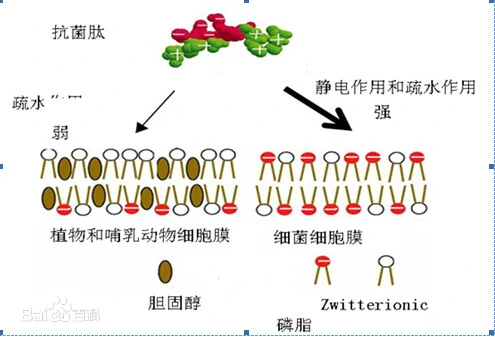 抗菌肽
静电作用和疏水作用
强
疏水
弱
植物和哺乳动物细胞膜
细菌细胞膜
胆固醇
Zwitterionic
磷脂
Bai百科